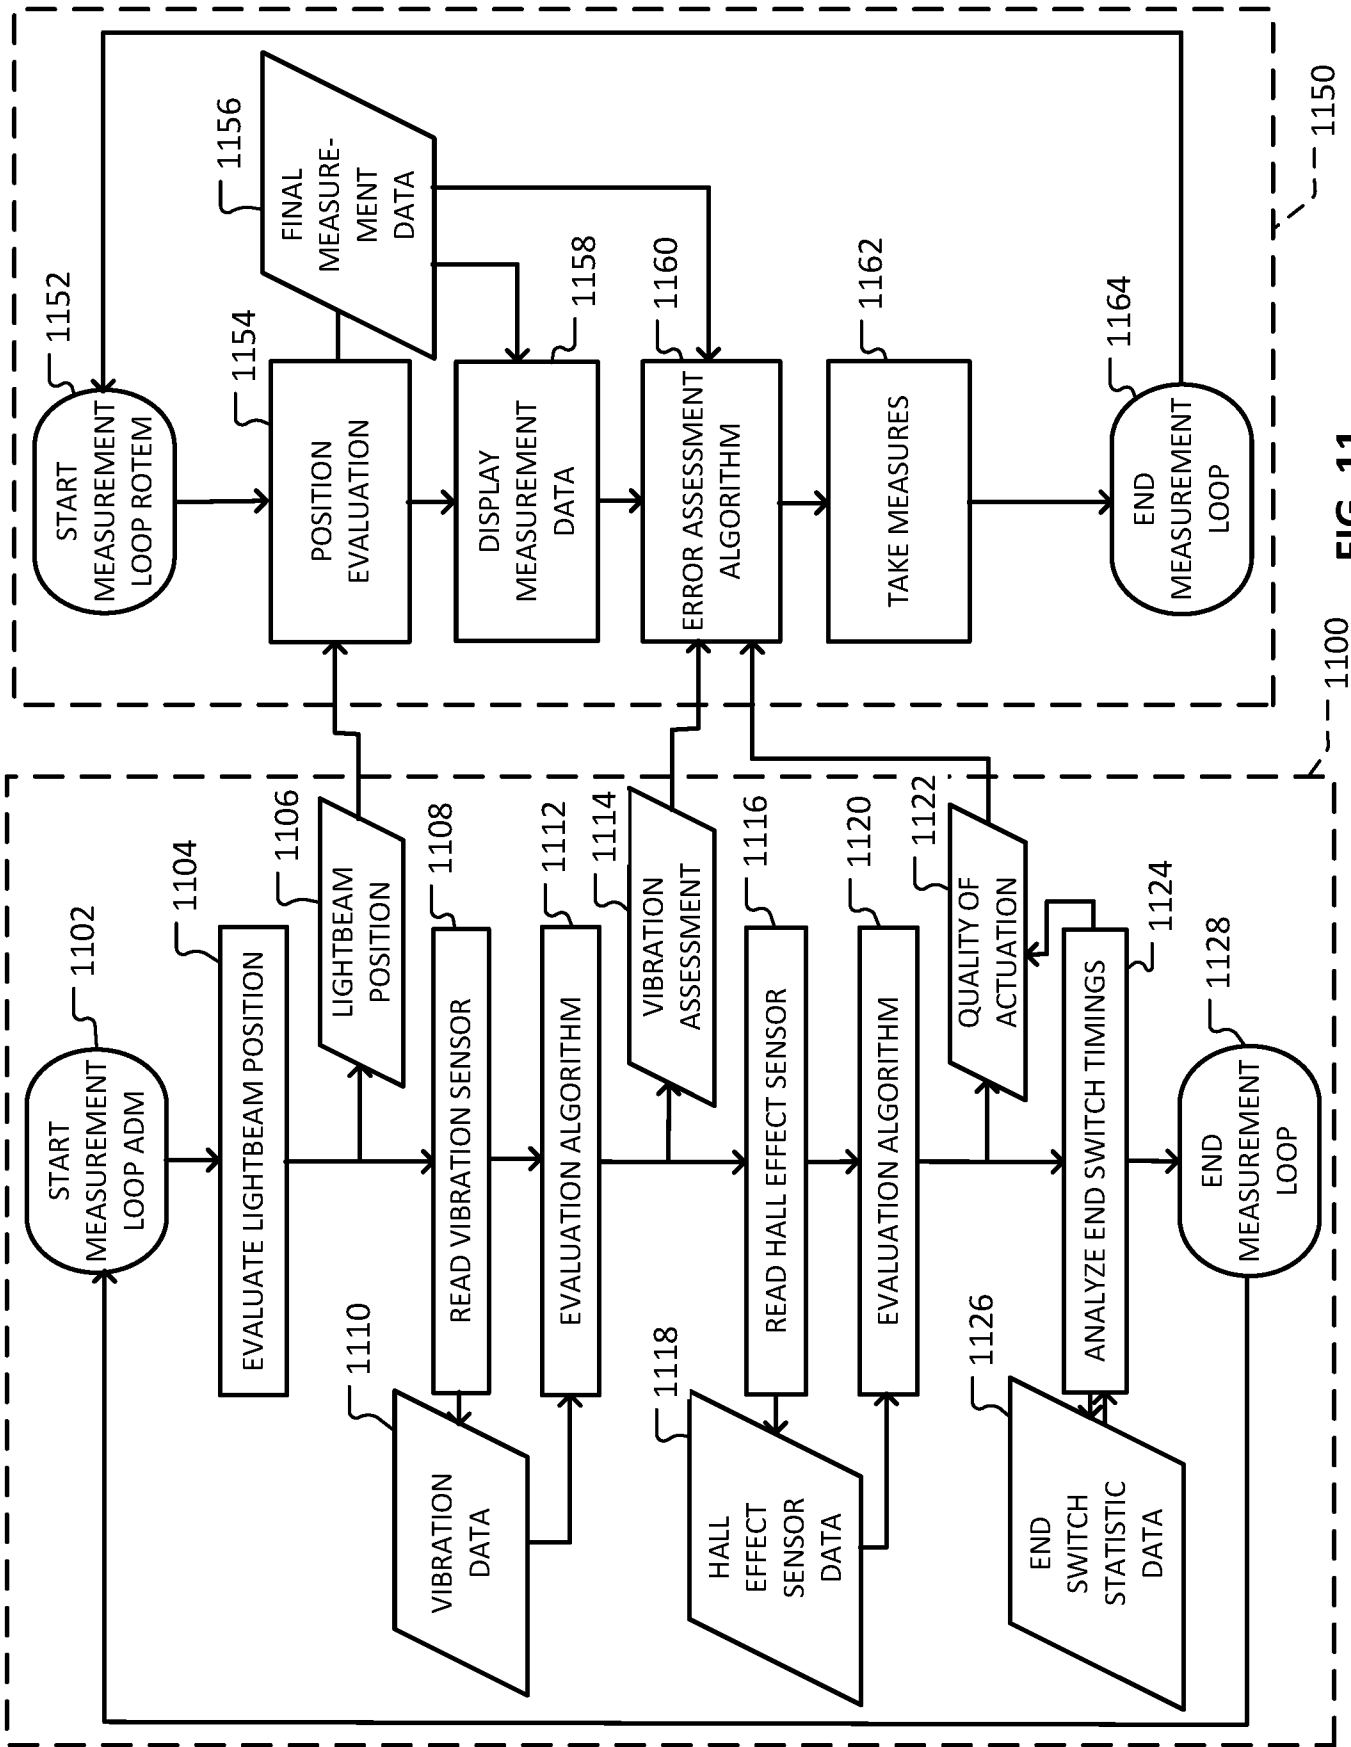 START
MEASUREMENT
LOOP ADM
1102
EVALUATE LIGHTBEAM POSITION
1104
LIGHTBEAM
POSITION
1106
READ VIBRATION SENSOR
1108
VIBRATION
DATA
1110
EVALUATION ALGORITHM
1112
VIBRATION
ASSESSMENT
1114
READ HALL EFFECT SENSOR
1116
HALL
EFFECT
SENSOR
DATA
1118
EVALUATION ALGORITHM
1120
QUALITY OF
ACTUATION
1122
ANALYZE END SWITCH TIMINGS
1124
END
SWITCH
STATISTIC
DATA
1126
END
MEASUREMENT
LOOP
1128
1100
START
MEASUREMENT
LOOP ROTEM
1152
POSITION
EVALUATION
1154
FINAL
MEASURE-
MENT
DATA
1156
DISPLAY
MEASUREMENT
DATA
1158
ERROR ASSESSMENT
ALGORITHM
1160
TAKE MEASURES
1162
END
MEASUREMENT
LOOP
1164
1150
FIG. 11